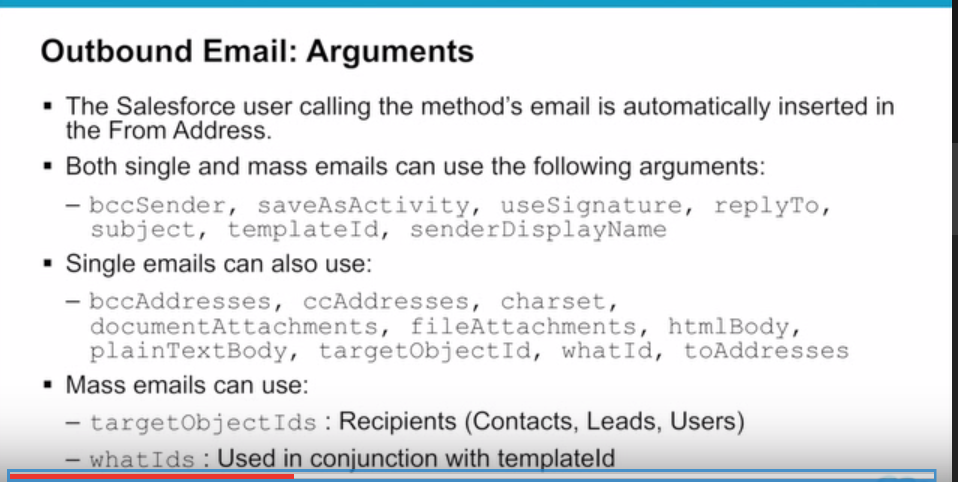 Outbound Email: Arguments
▪ The Salesforce user calling the method's email is automatically inserted in
the From Address.
▪ Both single and mass emails can use the following arguments:
– bccSender, saveAsActivity, useSignature, replyTo,
subject, templateId, senderDisplayName
▪ Single emails can also use:
– bccAddresses, ccAddresses, charset,
documentAttachments, fileAttachments, htmlBody,
plainTextBody, targetObjectId, whatId, toAddresses
▪ Mass emails can use:
– targetObjectIds : Recipients (Contacts, Leads, Users)
– whatIds : Used in conjunction with templateId